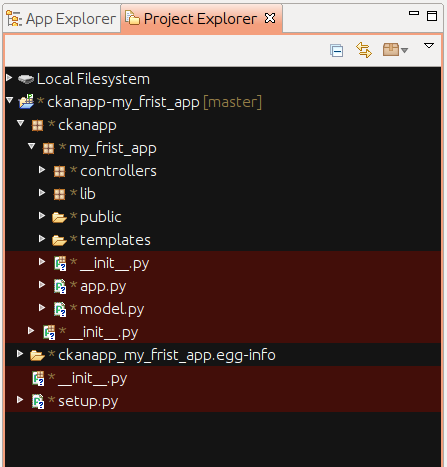 App Explorer Project Explorer
Local Filesystem
* ckanapp-my_frist_app [master]
* ckanapp
* my_frist_app
* controllers
* lib
* public
* templates
* __init__.py
* app.py
* model.py
* __init__.py
* ckanapp_my_frist_app.egg-info
* __init__.py
* setup.py